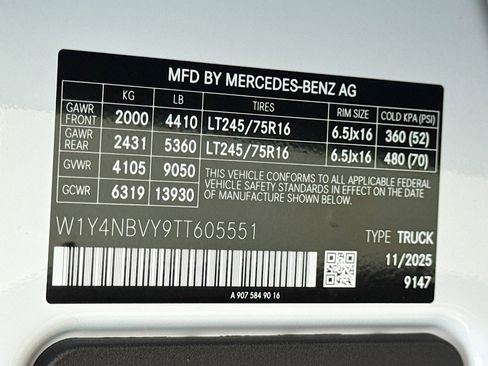 MFD BY MERCEDES-BENZ AG
KG LB TIRES RIM SIZE COLD KPA (PSI)
GAWR FRONT 2000 4410 LT245/75R16 6.5Jx16 360 (52)
GAWR REAR 2431 5360 LT245/75R16 6.5Jx16 480 (70)
GVWR 4105 9050
GCWR 6319 13930
THIS VEHICLE CONFORMS TO ALL APPLICABLE FEDERAL MOTOR
VEHICLE SAFETY STANDARDS IN EFFECT ON THE DATE
OF MANUFACTURE SHOWN BELOW.
W1Y4NBVY9TT605551
TYPE TRUCK
11/2025
9147
A 907 584 90 16